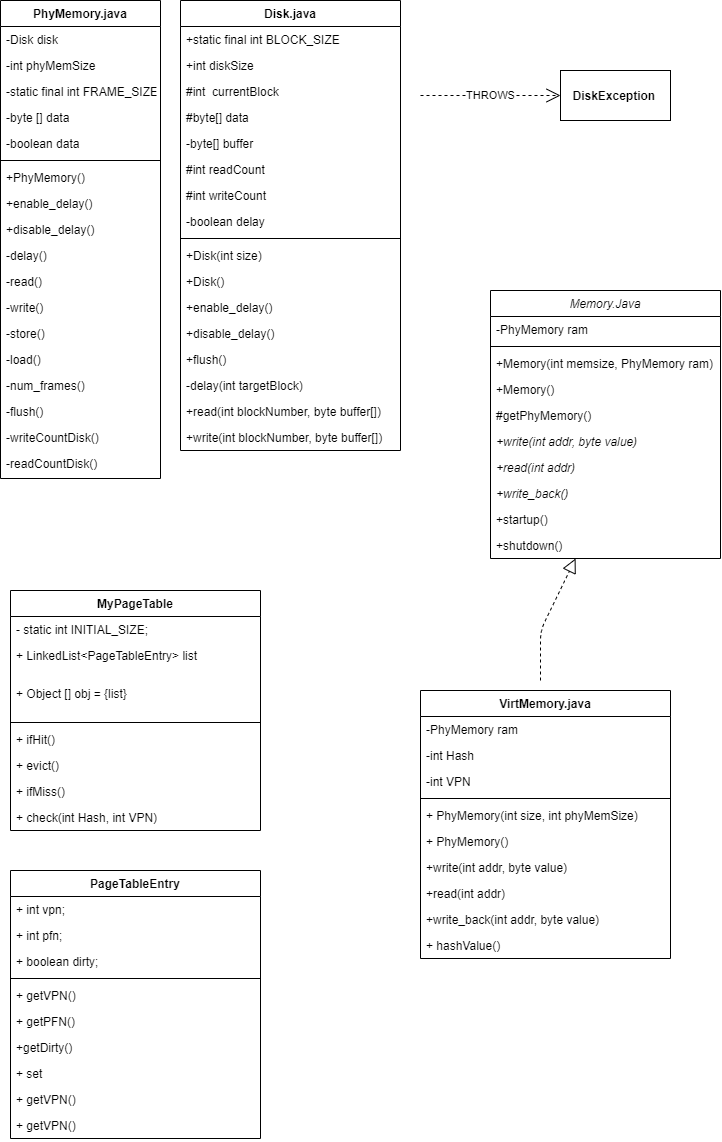 PhyMemory.java
-Disk disk
-int phyMemSize
-static final int FRAME_SIZE
-byte [] data
-boolean data
+PhyMemory()
+enable_delay()
+disable_delay()
-delay()
-read()
-write()
-store()
-load()
-num_frames()
-flush()
-writeCountDisk()
-readCountDisk()
Disk.java
+static final int BLOCK_SIZE
+int diskSize
#int  currentBlock
#byte[] data
-byte[] buffer
#int readCount
#int writeCount
-boolean delay
+Disk(int size)
+Disk()
+enable_delay()
+disable_delay()
+flush()
-delay(int targetBlock)
+read(int blockNumber, byte buffer[])
+write(int blockNumber, byte buffer[])
THROWS
DiskException
Memory.Java
-PhyMemory ram
+Memory(int memsize, PhyMemory ram)
+Memory()
#getPhyMemory()
+write(int addr, byte value)
+read(int addr)
+write_back()
+startup()
+shutdown()
MyPageTable
- static int INITIAL_SIZE;
+ LinkedList<PageTableEntry> list
+ Object [] obj = {list}
+ ifHit()
+ evict()
+ ifMiss()
+ check(int Hash, int VPN)
VirtMemory.java
-PhyMemory ram
-int Hash
-int VPN
+ PhyMemory(int size, int phyMemSize)
+ PhyMemory()
+write(int addr, byte value)
+read(int addr)
+write_back(int addr, byte value)
+ hashValue()
PageTableEntry
+ int vpn;
+ int pfn;
+ boolean dirty;
+ getVPN()
+ getPFN()
+getDirty()
+ set
+ getVPN()
+ getVPN()